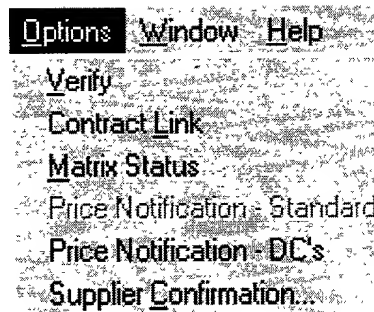 Options Window Help
Verify
Contract Link
Matrix Status
Price Notification - Standard
Price Notification - DC's
Supplier Confirmation...